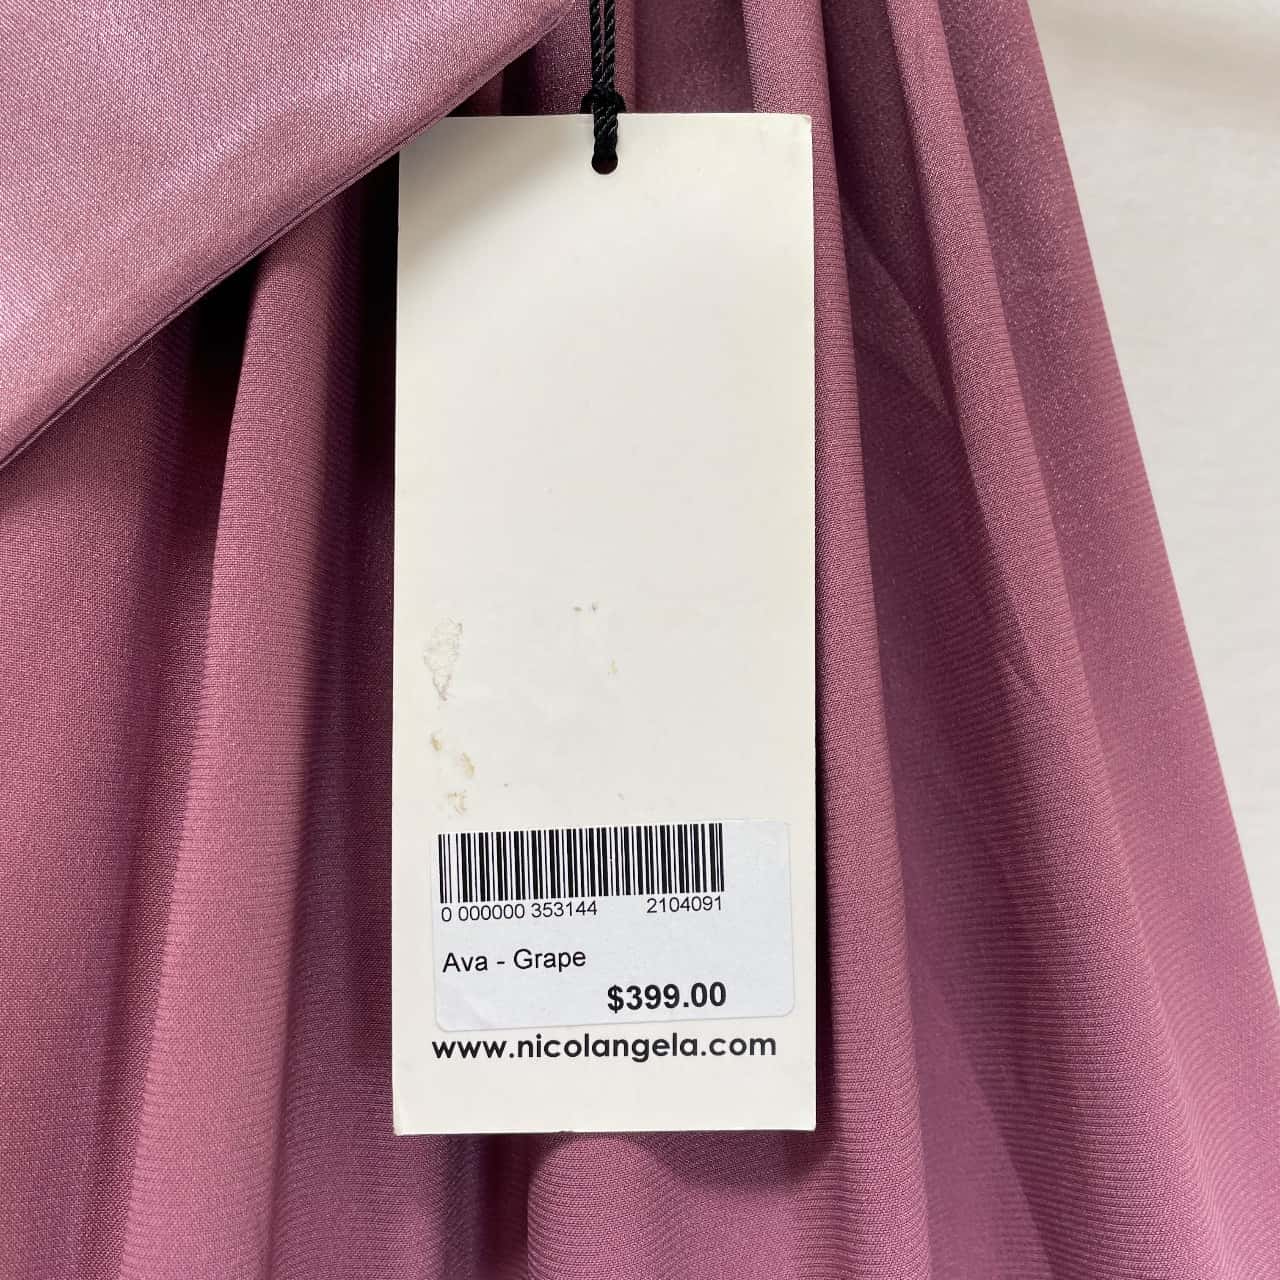 0 000000 353144 2104091
Ava - Grape
$399.00
www.nicolangela.com